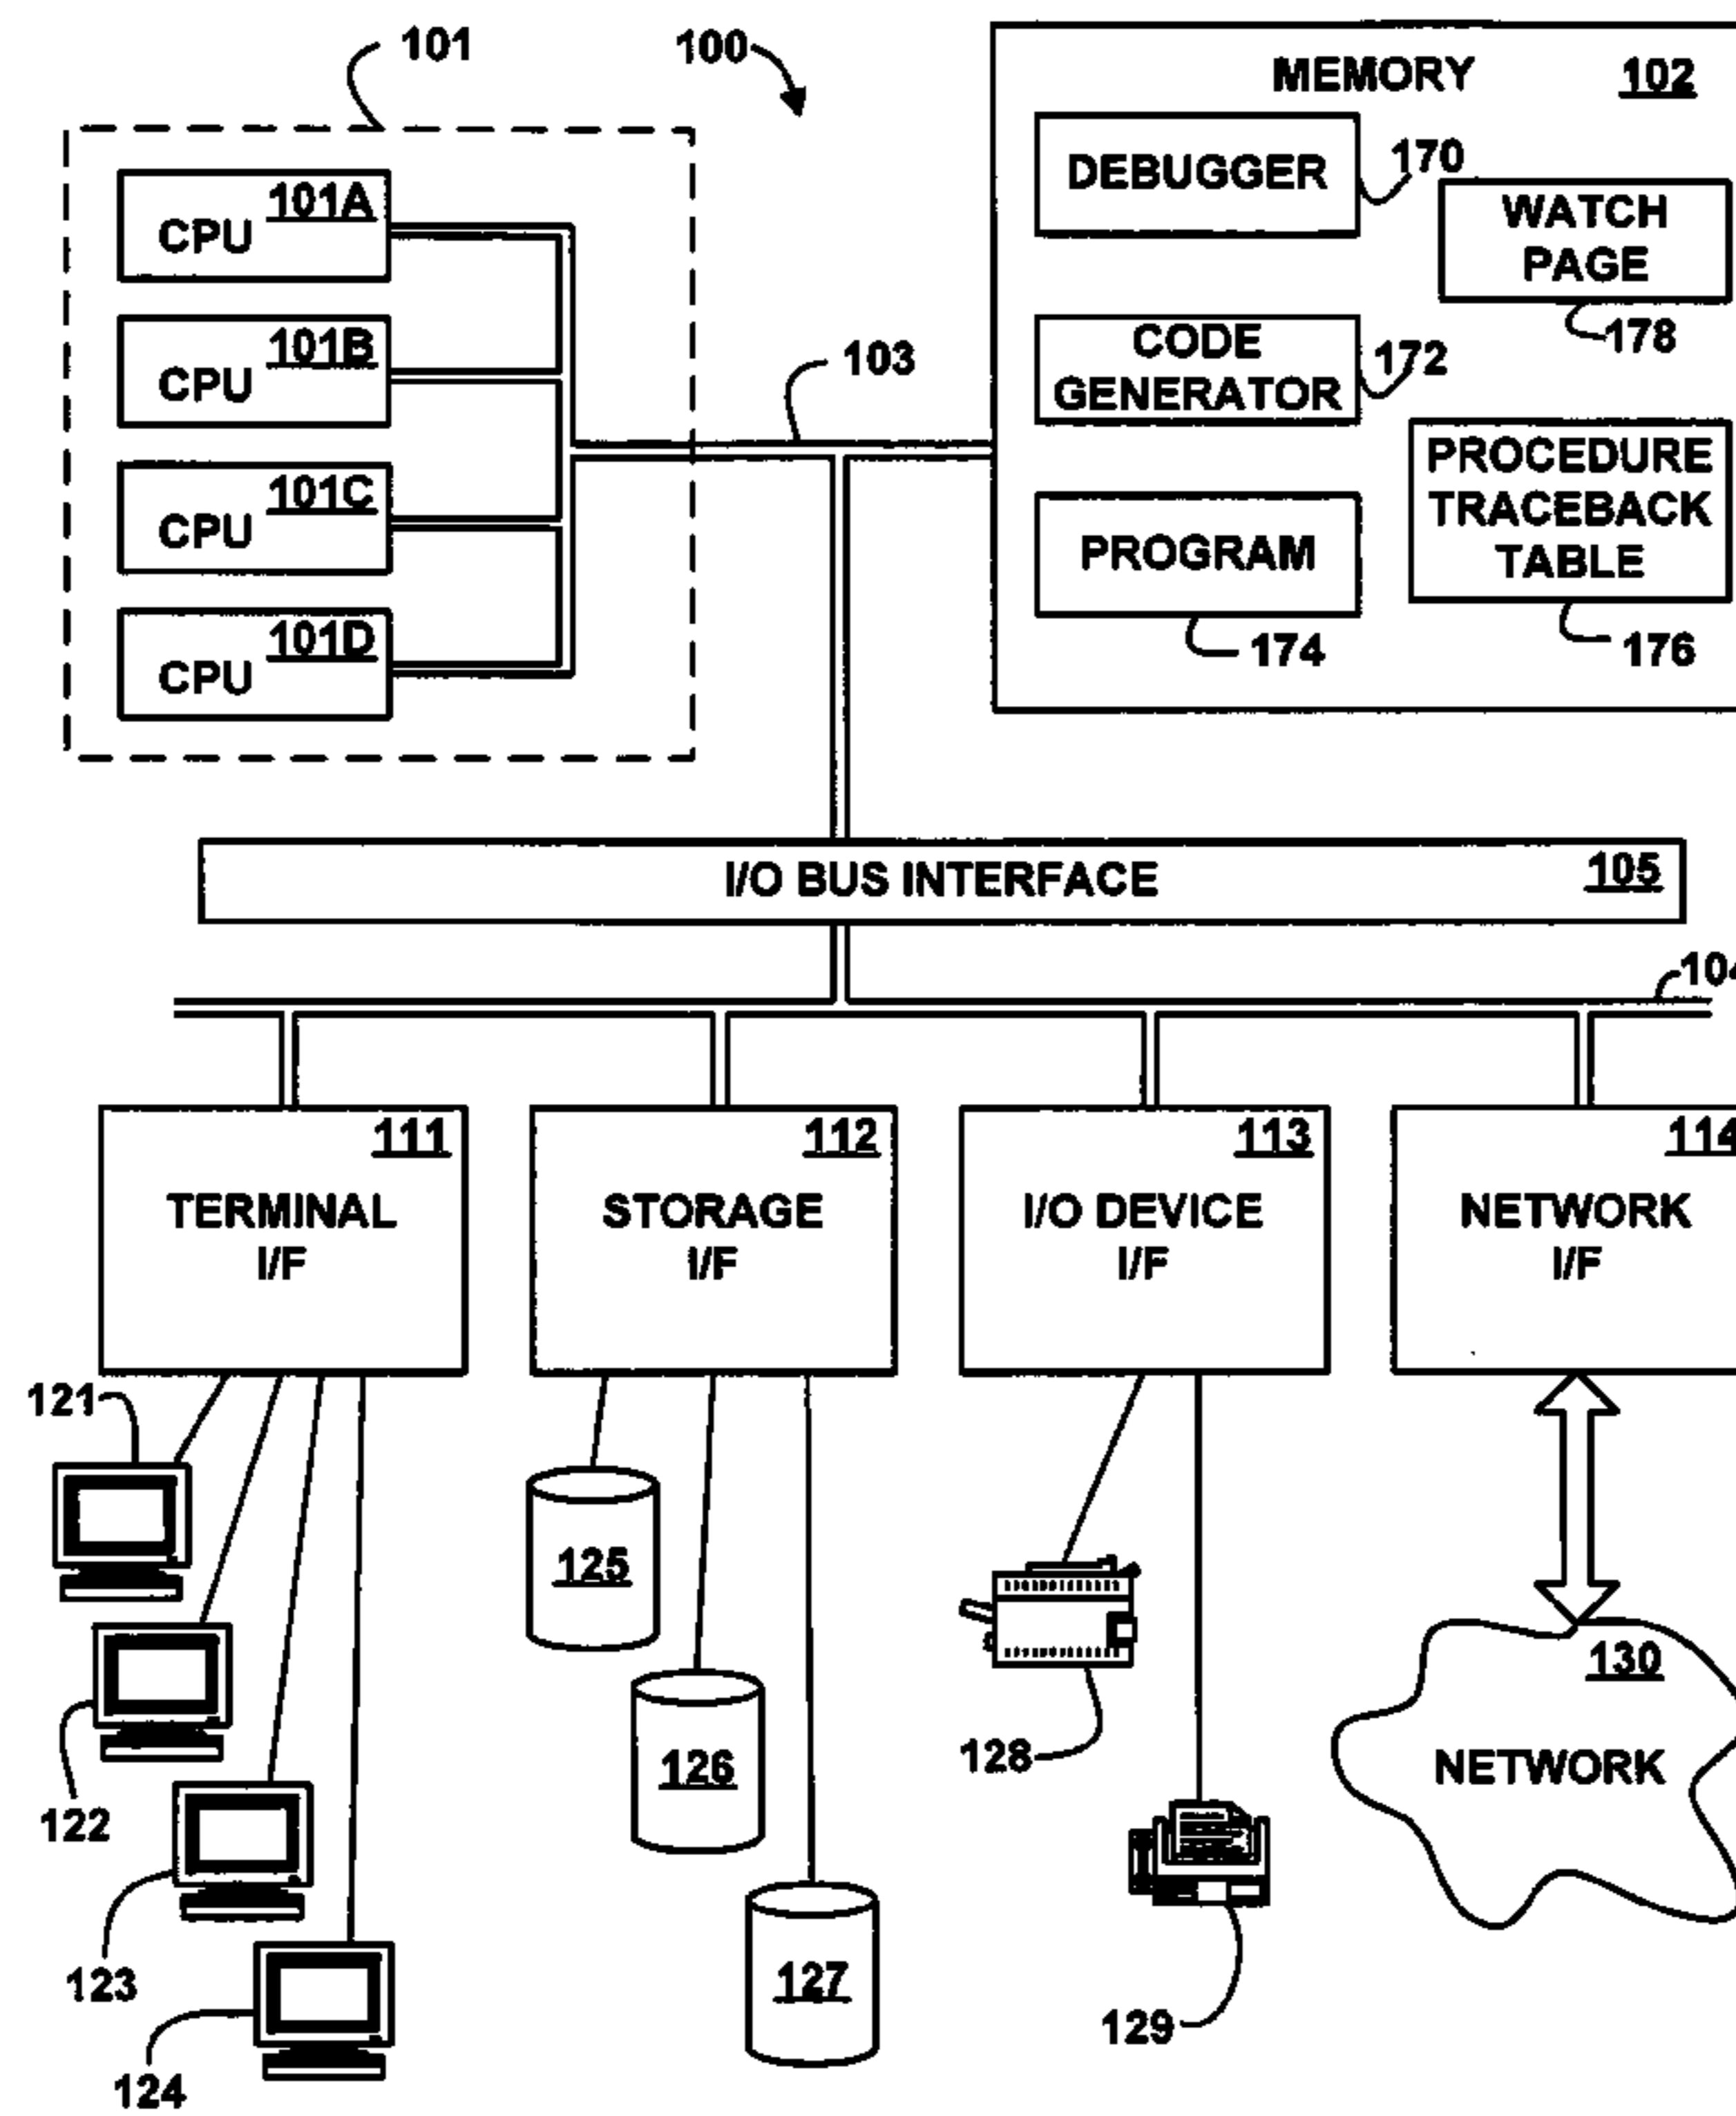 101
100
MEMORY 102
DEBUGGER
170
WATCH
PAGE
178
101A
CPU
101B
CPU
101C
CPU
101D
CPU
103
CODE
GENERATOR
172
PROCEDURE
TRACEBACK
TABLE
176
PROGRAM
174
I/O BUS INTERFACE 105
104
111
TERMINAL
I/F
112
STORAGE
I/F
113
I/O DEVICE
I/F
114
NETWORK
I/F
121
122
123
124
125
126
127
128
129
130
NETWORK